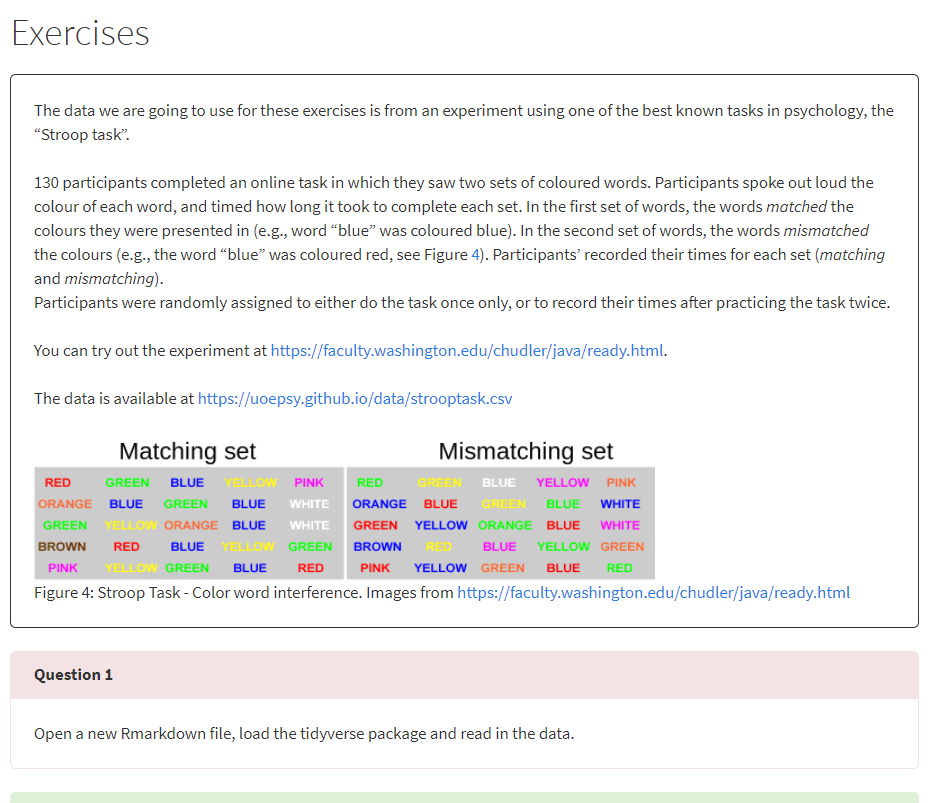 Exercises
The data we are going to use for these exercises is from an experiment using one of the best known tasks in psychology, the
“Stroop task”.
130 participants completed an online task in which they saw two sets of coloured words. Participants spoke out loud the
colour of each word, and timed how long it took to complete each set. In the first set of words, the words matched the
colours they were presented in (e.g., word “blue” was coloured blue). In the second set of words, the words mismatched
the colours (e.g., the word “blue” was coloured red, see Figure 4). Participants’ recorded their times for each set (matching
and mismatching).
Participants were randomly assigned to either do the task once only, or to record their times after practicing the task twice.
You can try out the experiment at https://faculty.washington.edu/chudler/java/ready.html.
The data is available at https://uoepsy.github.io/data/strooptask.csv
Matching set Mismatching set
RED GREEN BLUE YELLOW PINK RED GREEN BLUE YELLOW PINK
ORANGE BLUE GREEN BLUE WHITE ORANGE BLUE GREEN BLUE WHITE
GREEN YELLOW ORANGE BLUE WHITE GREEN YELLOW ORANGE BLUE WHITE
BROWN RED BLUE YELLOW GREEN BROWN RED BLUE YELLOW GREEN
PINK YELLOW GREEN BLUE RED PINK YELLOW GREEN BLUE RED
Figure 4: Stroop Task - Color word interference. Images from https://faculty.washington.edu/chudler/java/ready.html
Question 1
Open a new Rmarkdown file, load the tidyverse package and read in the data.